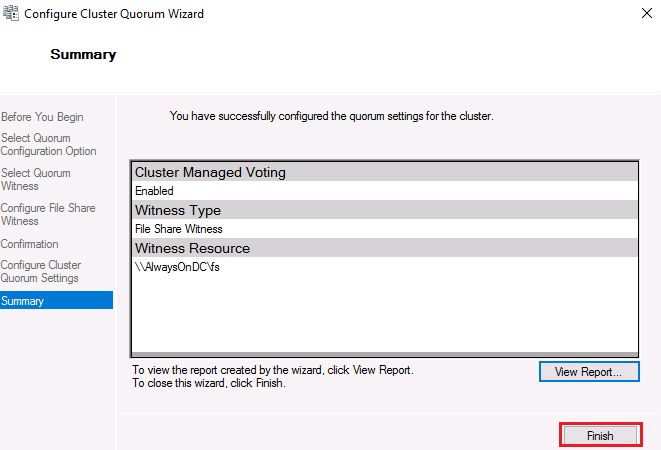 Configure Cluster Quorum Wizard
Summary
Before You Begin
Select Quorum
Configuration Option
Select Quorum
Witness
Configure File Share
Witness
Confirmation
Configure Cluster
Quorum Settings
Summary
You have successfully configured the quorum settings for the cluster.
Cluster Managed Voting
Enabled
Witness Type
File Share Witness
Witness Resource
\\AlwaysOnDC\fs
To view the report created by the wizard, click View Report.
To close this wizard, click Finish.
View Report...
Finish